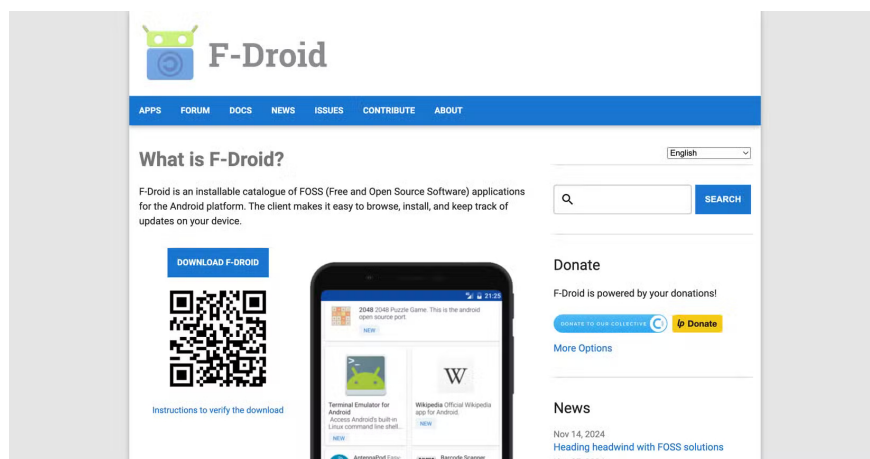 F-Droid
APPS FORUM DOCS NEWS ISSUES CONTRIBUTE ABOUT
What is F-Droid?
F-Droid is an installable catalogue of FOSS (Free and Open Source Software) applications
for the Android platform. The client makes it easy to browse, install, and keep track of
updates on your device.
DOWNLOAD F-DROID
Instructions to verify the download
21:25
2048 2048 Puzzle Game. This is the android
open source port
NEW
>_
Terminal Emulator for
Android
Access Android's built-in
Linux command line shell...
NEW
W
Wikipedia Official Wikipedia
app for Android.
NEW
AntennaPod Easy
Barcode Scanner
English
SEARCH
Donate
F-Droid is powered by your donations!
DONATE TO OUR COLLECTIVE
lp Donate
More Options
News
Nov 14, 2024
Heading headwind with FOSS solutions